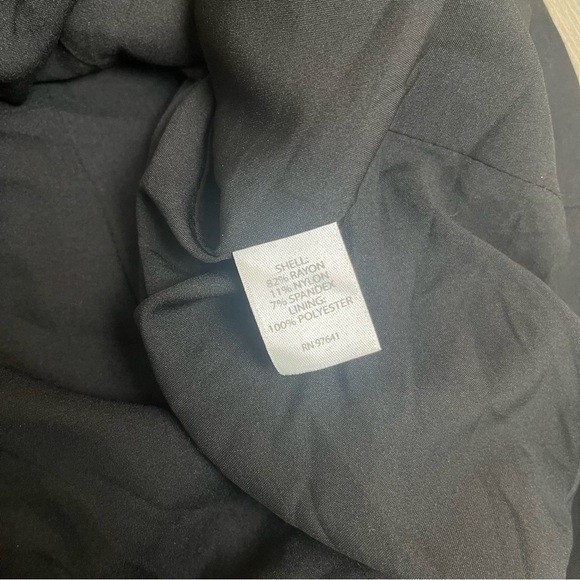 SHELL:
82% RAYON
11% NYLON
7% SPANDEX
LINING:
100% POLYESTER
RN 97641